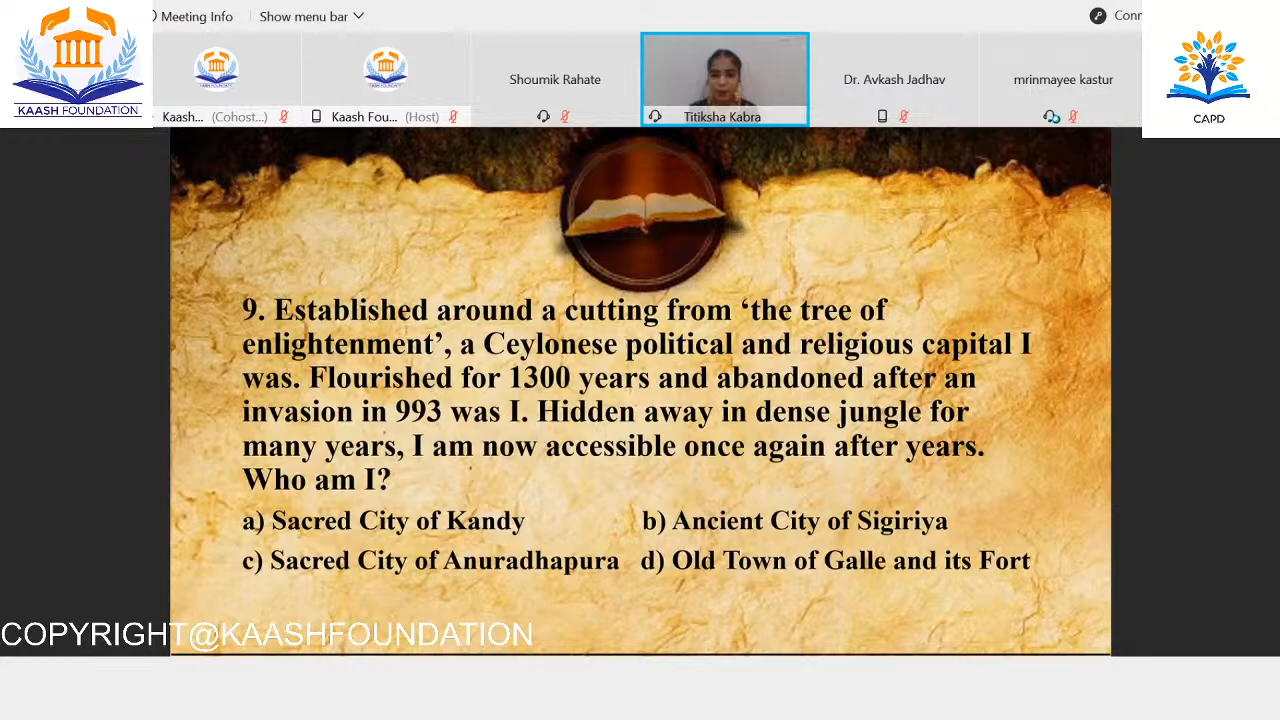 Meeting Info
Show menu bar
KAASH FOUNDATION
Kaash... (Cohost...)
Kaash Fou... (Host)
Shoumik Rahate
Titiksha Kabra
Dr. Avkash Jadhav
mrinmayee kastur
CAPD
9. Established around a cutting from ‘the tree of
enlightenment’, a Ceylonese political and religious capital I
was. Flourished for 1300 years and abandoned after an
invasion in 993 was I. Hidden away in dense jungle for
many years, I am now accessible once again after years.
Who am I?
a) Sacred City of Kandy b) Ancient City of Sigiriya
c) Sacred City of Anuradhapura d) Old Town of Galle and its Fort
COPYRIGHT@KAASHFOUNDATION